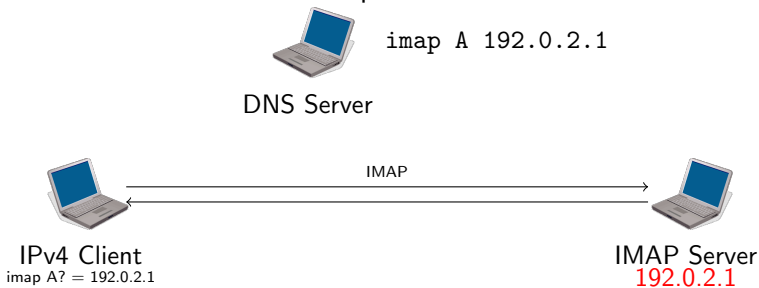 imap A 192.0.2.1
DNS Server
IMAP
IPv4 Client
imap A? = 192.0.2.1
IMAP Server
192.0.2.1